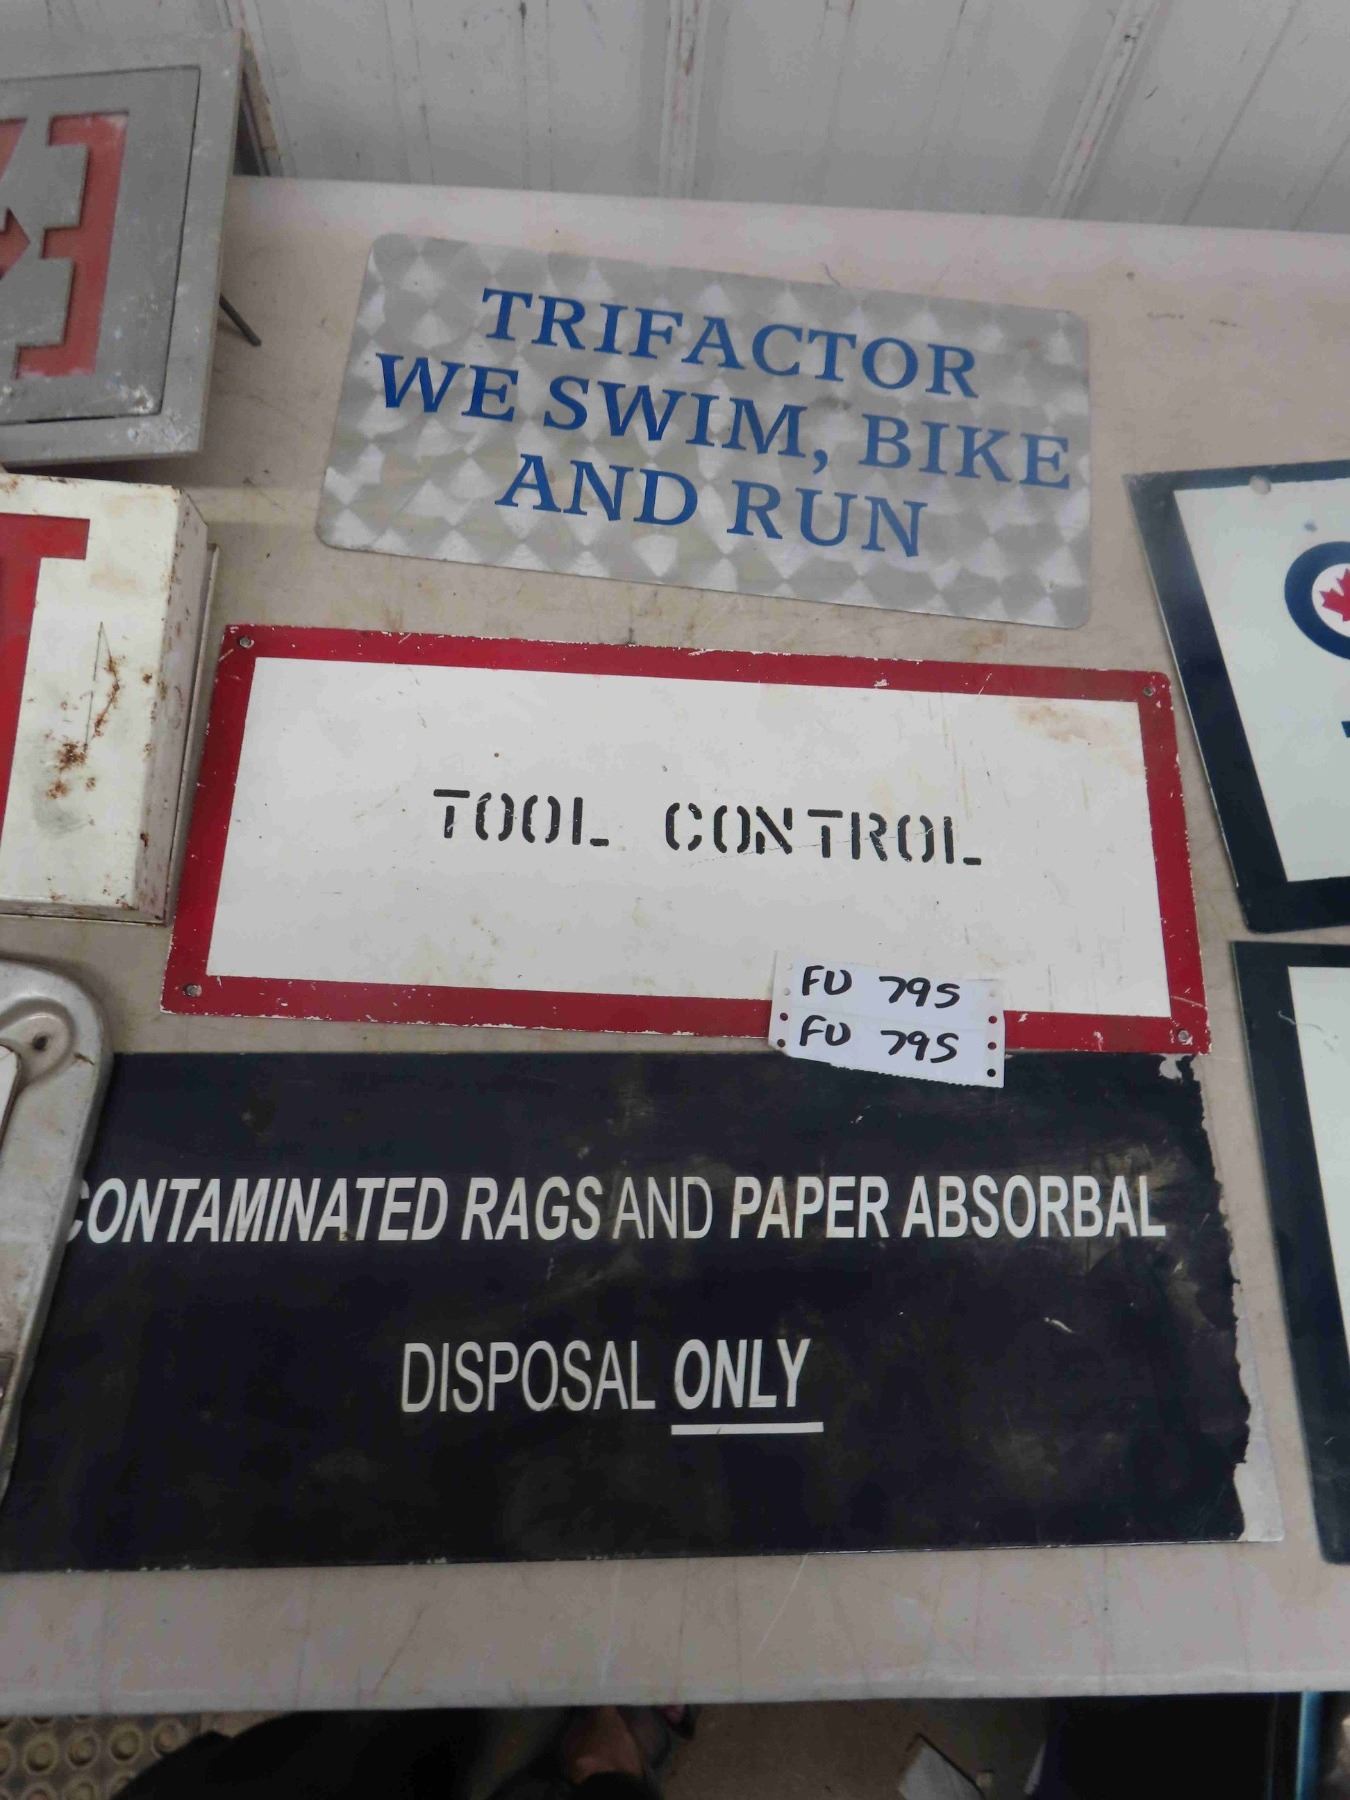 TRIFACTOR
WE SWIM, BIKE
AND RUN
TOOL CONTROL
FU 795
FU 795
CONTAMINATED RAGS AND PAPER ABSORBAL
DISPOSAL ONLY